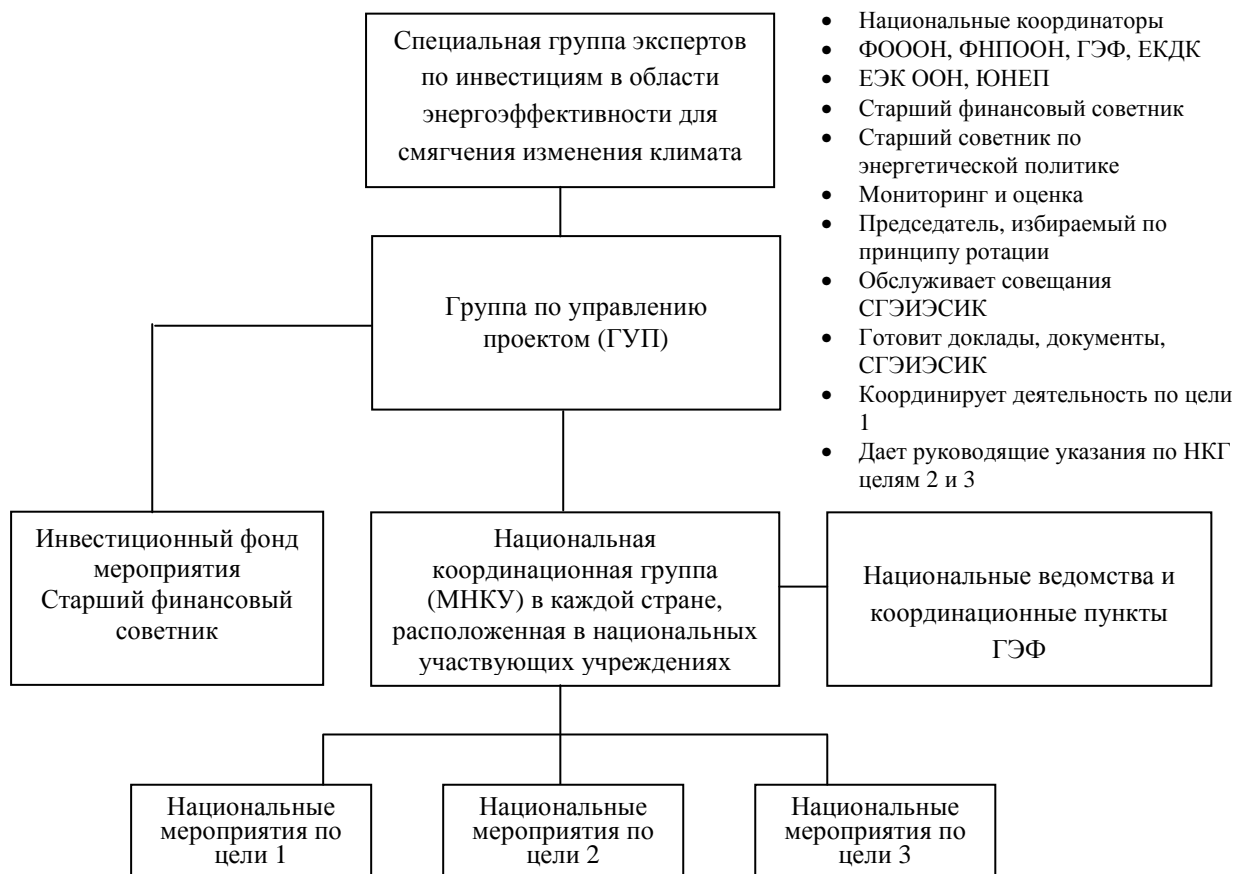 Специальная группа экспертов
по инвестициям в области
энергоэффективности для
смягчения изменения климата
• Национальные координаторы
• ФОООН, ФНПООН, ГЭФ, ЕКДК
• ЕЭК ООН, ЮНЕП
• Старший финансовый советник
• Старший советник по
энергетической политике
• Мониторинг и оценка
• Председатель, избираемый по
принципу ротации
• Обслуживает совещания
СГЭИЭСИК
• Готовит доклады, документы,
СГЭИЭСИК
• Координирует деятельность по цели
1
• Дает руководящие указания по НКГ
целям 2 и 3
Группа по управлению
проектом (ГУП)
Инвестиционный фонд
мероприятия
Старший финансовый
советник
Национальная
координационная группа
(МНКУ) в каждой стране,
расположенная в национальных
участвующих учреждениях
Национальные ведомства и
координационные пункты
ГЭФ
Национальные
мероприятия по
цели 1
Национальные
мероприятия по
цели 2
Национальные
мероприятия по
цели 3